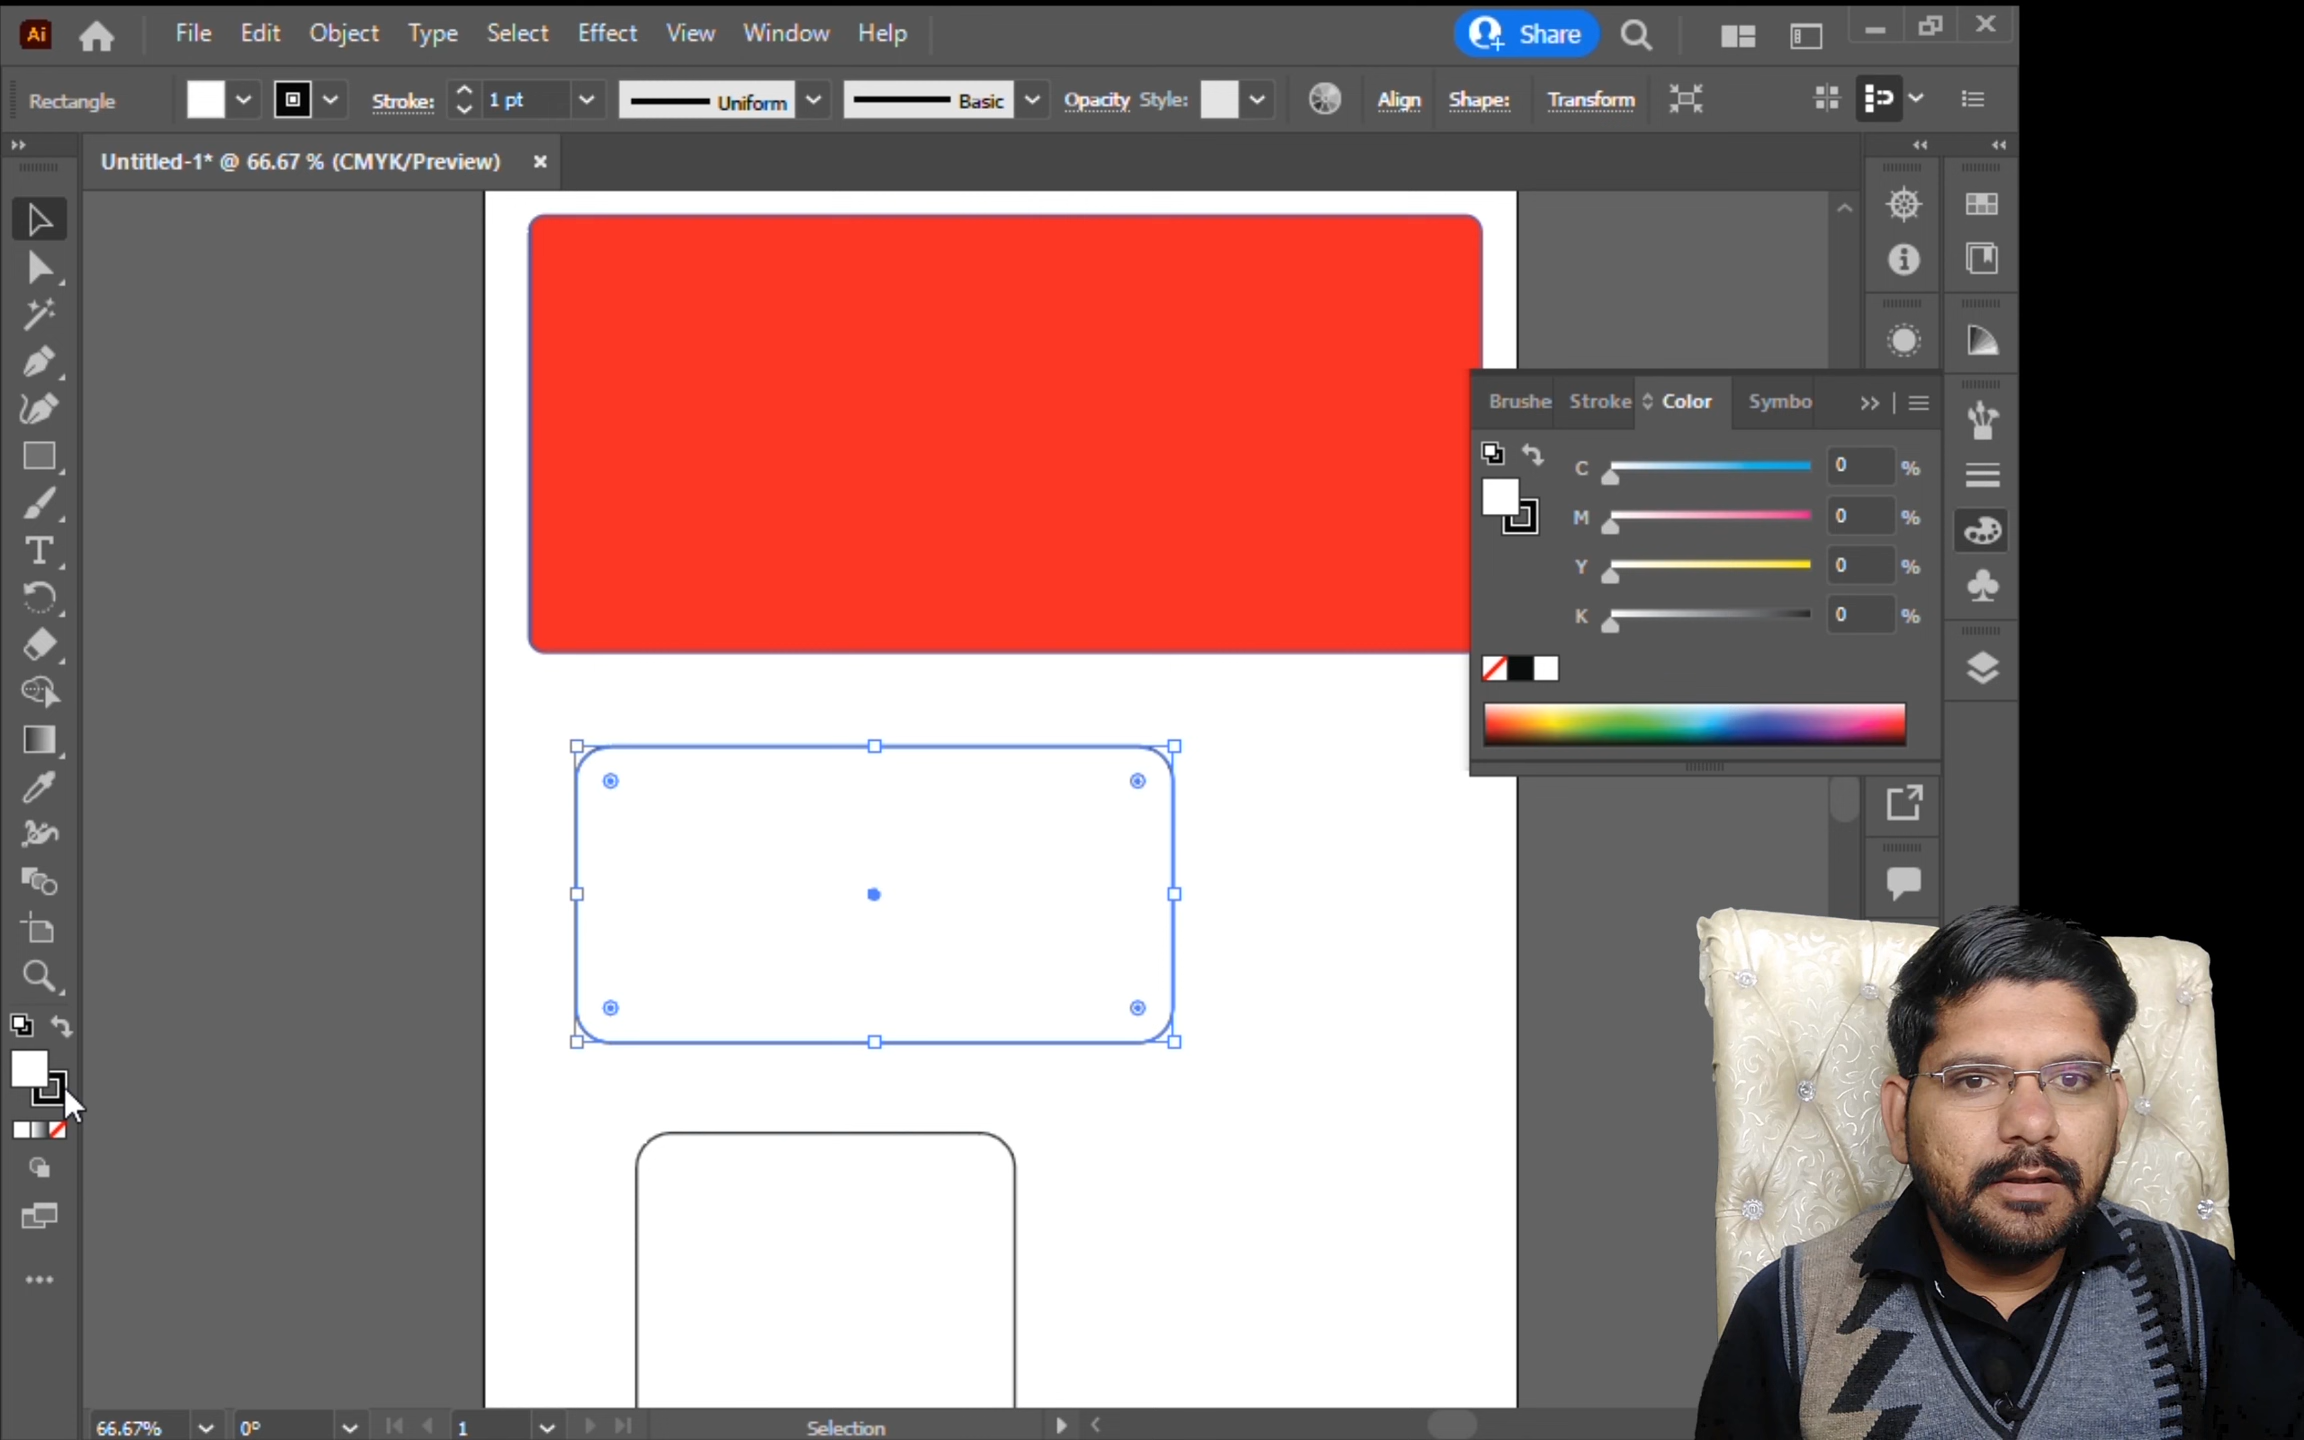 Ai File Edit Object Type Select Effect View Window Help Share
Rectangle Stroke: 1 pt Uniform Basic Opacity Style: Align Shape: Transform
Untitled-1* @ 66.67 % (CMYK/Preview)
Brushe Stroke Color Symbo
C 0 %
M 0 %
Y 0 %
K 0 %
66.67% 0° 1 Selection